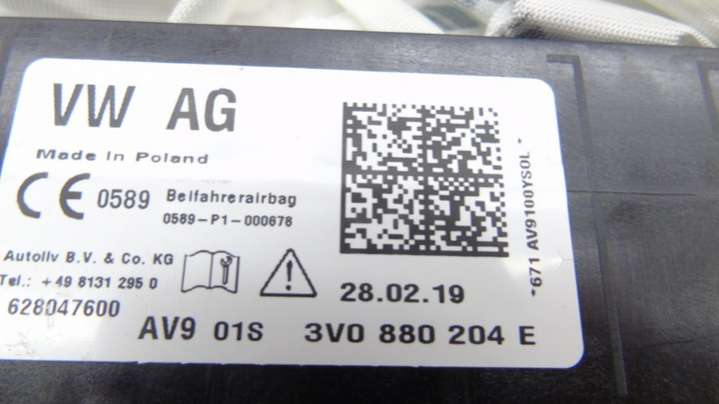 VW AG
Made in Poland
CE 0589 Beifahrerairbag
0589-P1-000678
Autoliv B.V. & Co. KG
Tel.: +49 8131 295 0
628047600
28.02.19
AV9 01S 3V0 880 204 E
*671 AV9100YSOL *